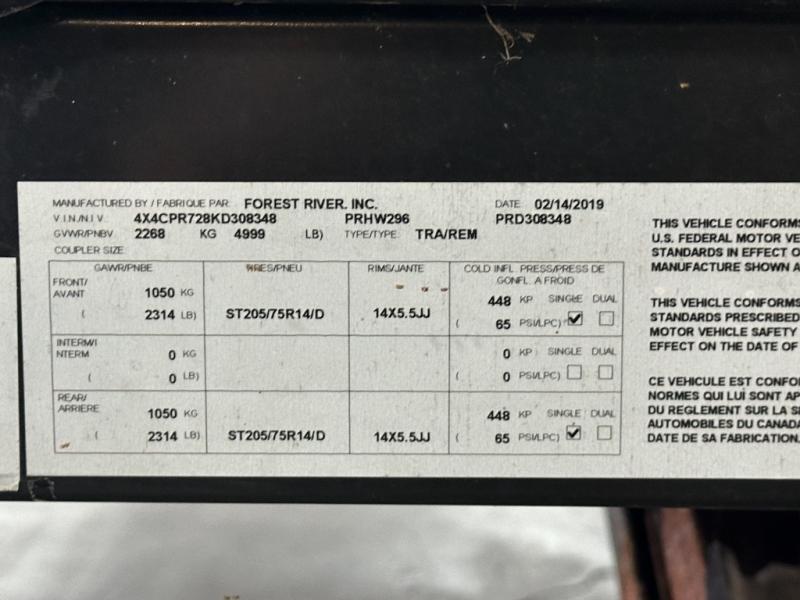 MANUFACTURED BY / FABRIQUE PAR: FOREST RIVER, INC. DATE: 02/14/2019
V.I.N./N.I.V.: 4X4CPR728KD308348 PRHW296 PRD308348
GVWR/PNBV: 2268 KG 4999 LB) TYPE/TYPE: TRA/REM
COUPLER SIZE
GAWR/PNBE TIRES/PNEU RIMS/JANTE COLD INFL. PRESS/PRESS DE
GONFL. A FROID
FRONT/
AVANT
1050 KG 448 KP SINGLE DUAL
( 2314 LB) ST205/75R14/D 14X5.5JJ ( 65 PSI/LPC)
INTERM/I
NTERM
0 KG 0 KP SINGLE DUAL
( 0 LB) ( 0 PSI/LPC)
REAR/
ARRIERE
1050 KG 448 KP SINGLE DUAL
( 2314 LB) ST205/75R14/D 14X5.5JJ ( 65 PSI/LPC)
THIS VEHICLE CONFORMS
U.S. FEDERAL MOTOR VE
STANDARDS IN EFFECT O
MANUFACTURE SHOWN A
THIS VEHICLE CONFORMS
STANDARDS PRESCRIBED
MOTOR VEHICLE SAFETY
EFFECT ON THE DATE OF
CE VEHICULE EST CONFO
NORMES QUI LUI SONT AP
DU REGLEMENT SUR LA S
AUTOMOBILES DU CANADA
DATE DE SA FABRICATION.